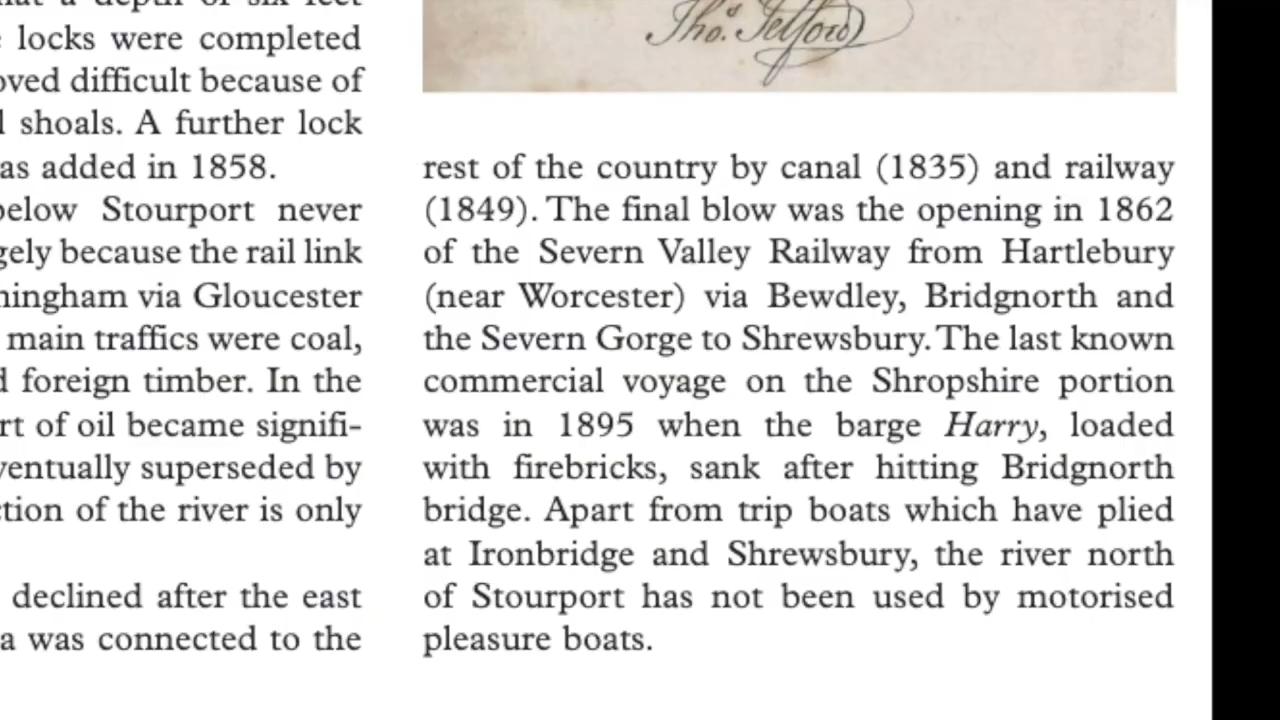 that a depth of six feet
locks were completed
difficult because of
shoals. A further lock
was added in 1858.
below Stourport never
because the rail link
via Gloucester
main traffics were coal,
foreign timber. In the
of oil became signifi-
eventually superseded by
of the river is only
declined after the east
was connected to the
Thos. Telford
rest of the country by canal (1835) and railway
(1849). The final blow was the opening in 1862
of the Severn Valley Railway from Hartlebury
(near Worcester) via Bewdley, Bridgnorth and
the Severn Gorge to Shrewsbury. The last known
commercial voyage on the Shropshire portion
was in 1895 when the barge Harry, loaded
with firebricks, sank after hitting Bridgnorth
bridge. Apart from trip boats which have plied
at Ironbridge and Shrewsbury, the river north
of Stourport has not been used by motorised
pleasure boats.